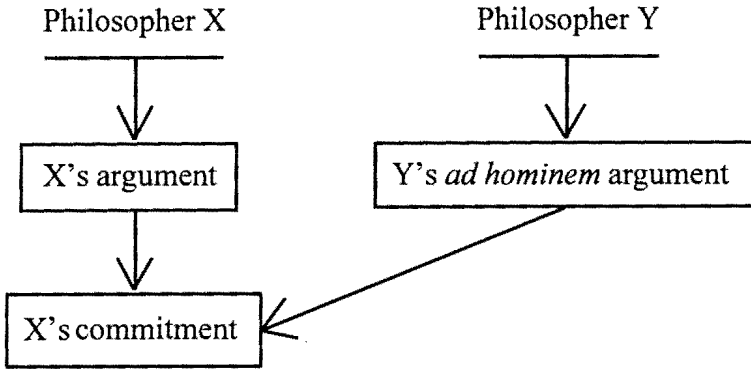 Philosopher X
Philosopher Y
X's argument
Y's ad hominem argument
X's commitment